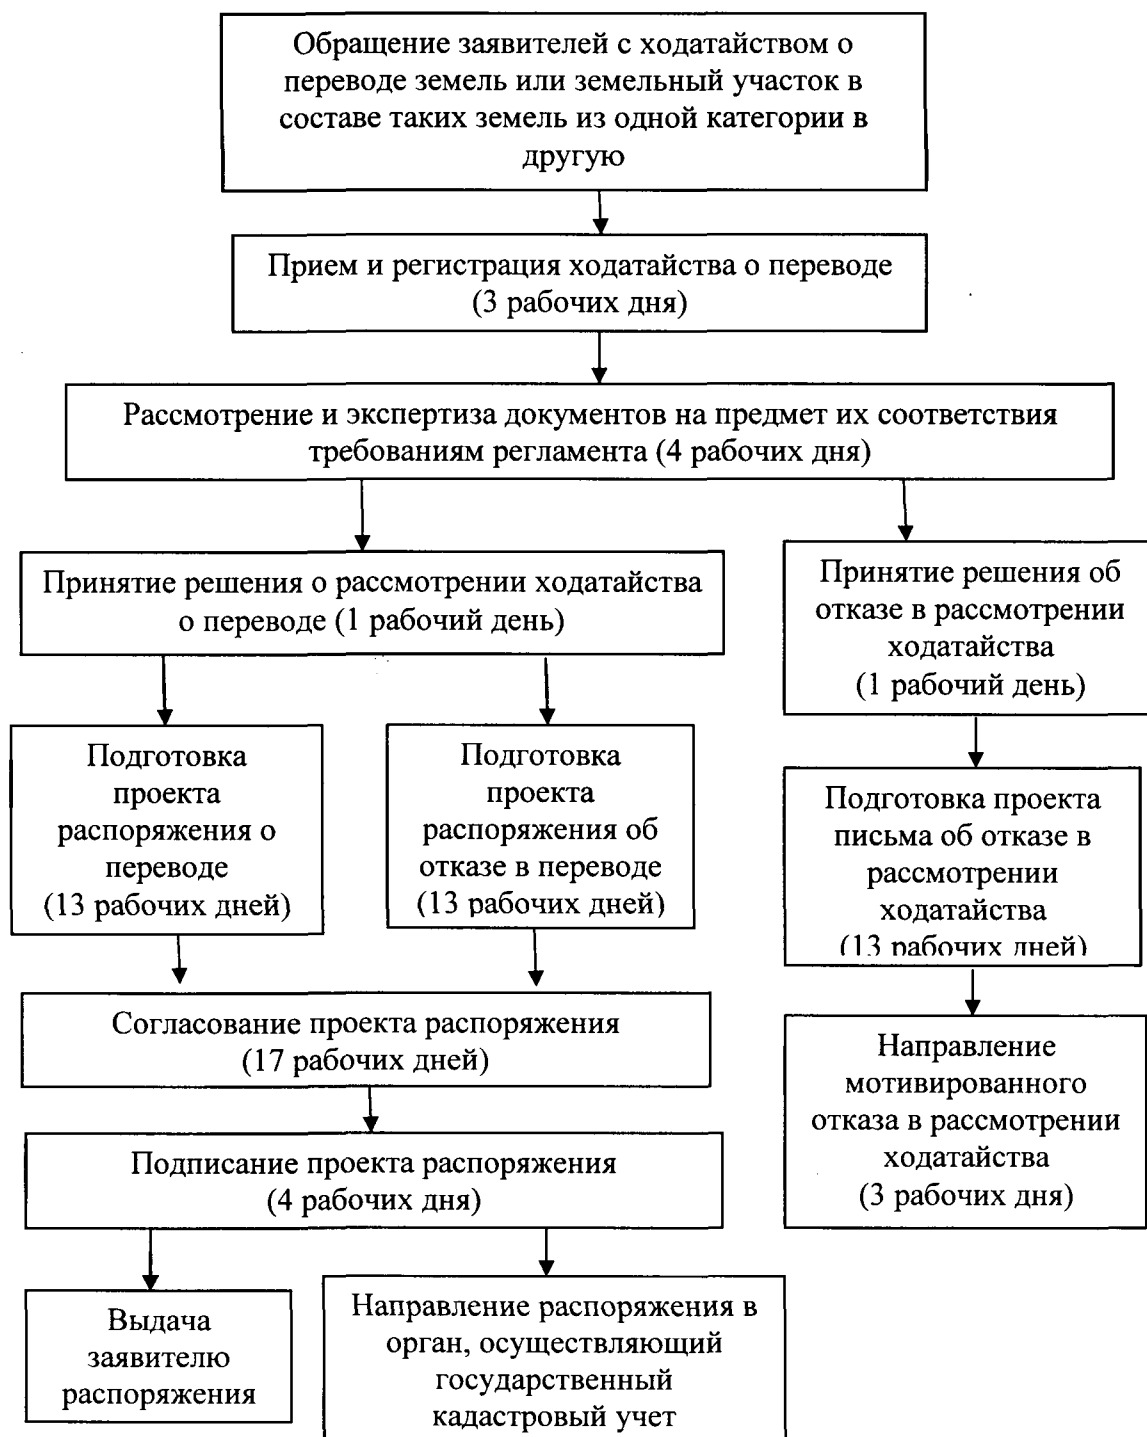 Обращение заявителей с ходатайством о
переводе земель или земельный участок в
составе таких земель из одной категории в
другую
Прием и регистрация ходатайства о переводе
(3 рабочих дня)
Рассмотрение и экспертиза документов на предмет их соответствия
требованиям регламента (4 рабочих дня)
Принятие решения о рассмотрении ходатайства
о переводе (1 рабочий день)
Принятие решения об
отказе в рассмотрении
ходатайства
(1 рабочий день)
Подготовка
проекта
распоряжения о
переводе
(13 рабочих дней)
Подготовка
проекта
распоряжения об
отказе в переводе
(13 рабочих дней)
Подготовка проекта
письма об отказе в
рассмотрении
ходатайства
(13 рабочих дней)
Согласование проекта распоряжения
(17 рабочих дней)
Направление
мотивированного
отказа в рассмотрении
ходатайства
(3 рабочих дня)
Подписание проекта распоряжения
(4 рабочих дня)
Выдача
заявителю
распоряжения
Направление распоряжения в
орган, осуществляющий
государственный
кадастровый учет